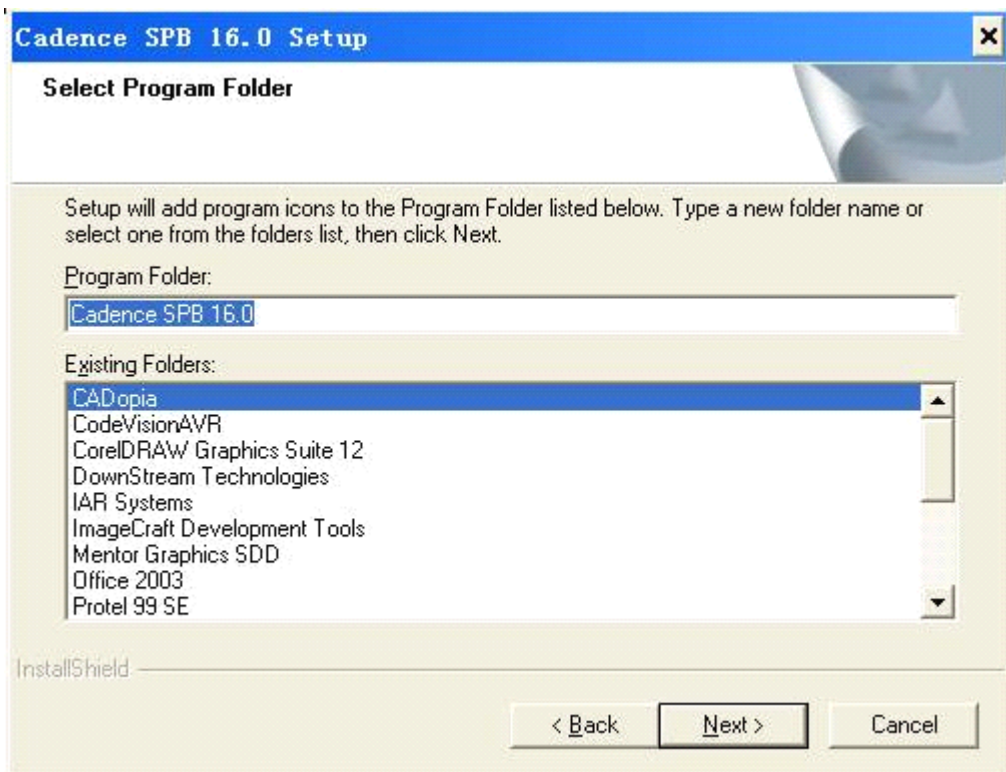 Cadence SPB 16.0 Setup
Select Program Folder
Setup will add program icons to the Program Folder listed below. Type a new folder name or
select one from the folders list, then click Next.
Program Folder:
Cadence SPB 16.0
Existing Folders:
CADopia
CodeVisionAVR
CorelDRAW Graphics Suite 12
DownStream Technologies
IAR Systems
ImageCraft Development Tools
Mentor Graphics SDD
Office 2003
Protel 99 SE
InstallShield
< Back
Next >
Cancel